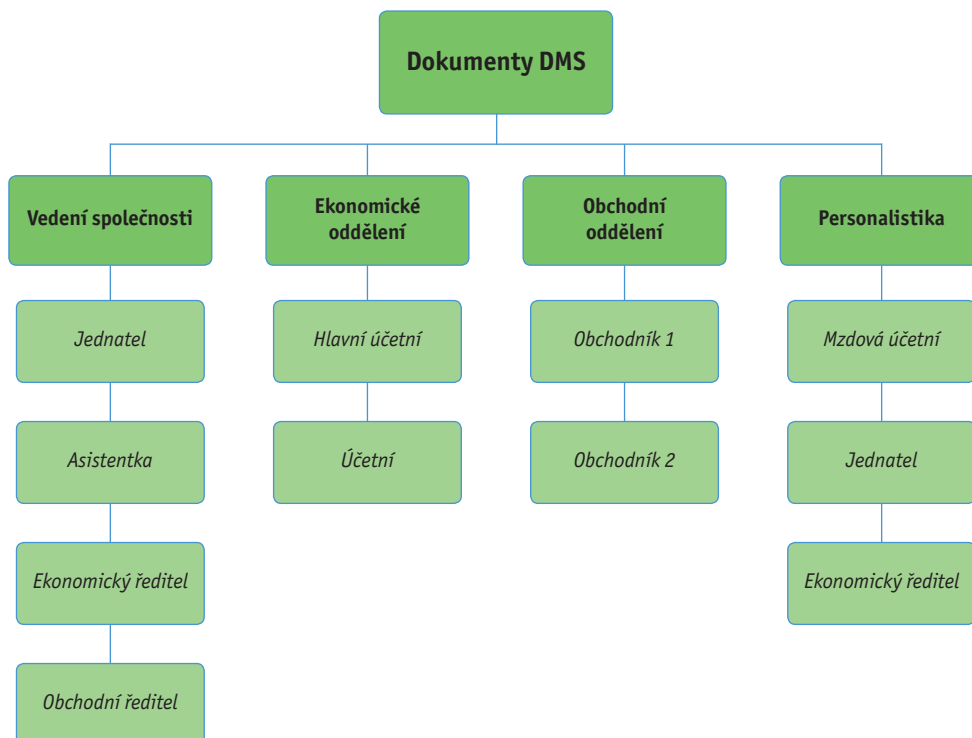 Dokumenty DMS
Vedení společnosti
Jednatel
Asistentka
Ekonomický ředitel
Obchodní ředitel
Ekonomické
oddělení
Hlavní účetní
Účetní
Obchodní
oddělení
Obchodník 1
Obchodník 2
Personalistika
Mzdová účetní
Jednatel
Ekonomický ředitel